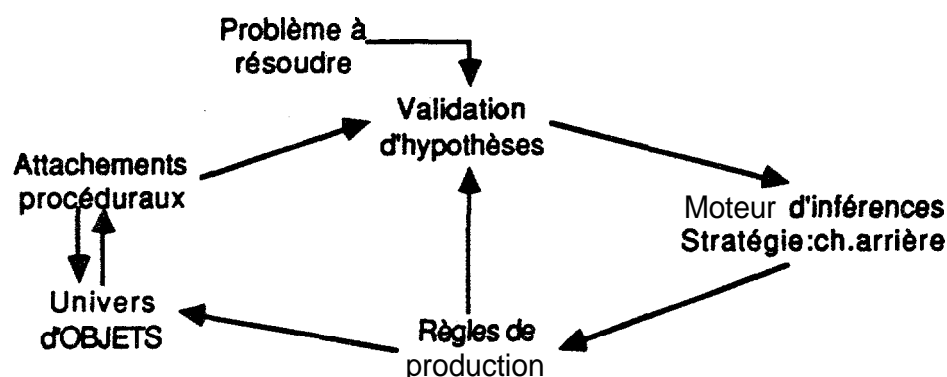 Problème à
résoudre
Validation
d'hypothèses
Attachements
procéduraux
Moteur d'inférences
Stratégie:ch.arrière
Univers
d'OBJETS
Règles de
production